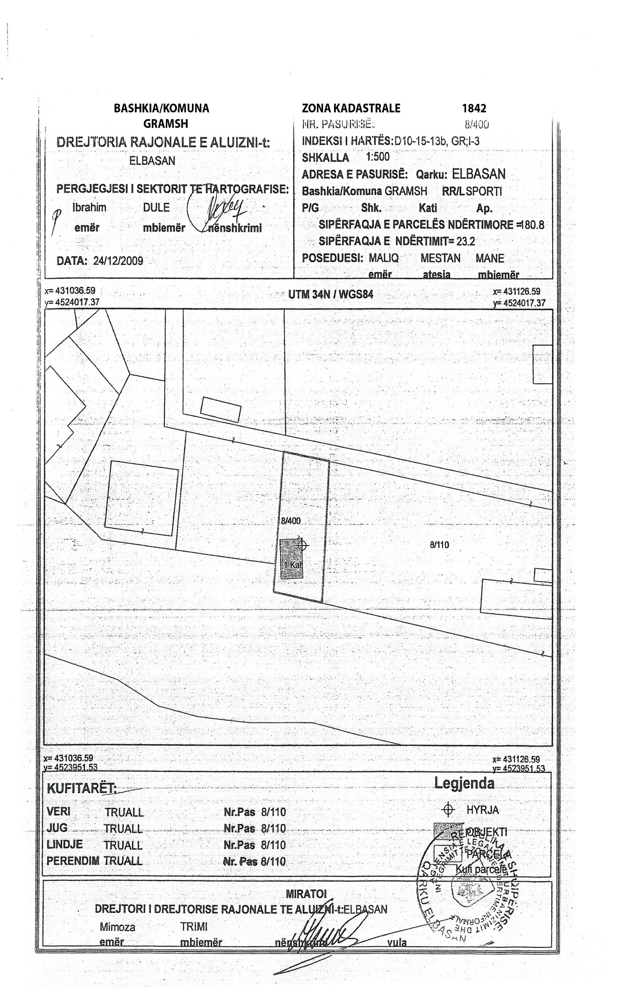 BASHKIA/KOMUNA
GRAMSH
DREJTORIA RAJONALE E ALUIZNI-t:
ELBASAN
PERGJEGJESI I SEKTORIT TE HARTOGRAFISE:
Ibrahim DULE
emër mbiemër nënshkrimi
DATA: 24/12/2009
ZONA KADASTRALE 1842
NR. PASURISË: 8/400
INDEKSI I HARTËS:D10-15-13b, GR;I-3
SHKALLA 1:500
ADRESA E PASURISË: Qarku: ELBASAN
Bashkia/Komuna GRAMSH RR/LSPORTI
P/G Shk. Kati Ap.
SIPËRFAQJA E PARCELËS NDËRTIMORE =180.8
SIPËRFAQJA E NDËRTIMIT= 23.2
POSEDUESI: MALIQ MESTAN MANE
emër atesia mbiemër
x= 431036.59
y= 4524017.37
UTM 34N / WGS84
x= 431126.59
y= 4524017.37
8/400
8/110
1 Kat
x= 431036.59
y= 4523951.53
x= 431126.59
y= 4523951.53
KUFITARËT:
VERI TRUALL Nr.Pas 8/110
JUG TRUALL Nr.Pas 8/110
LINDJE TRUALL Nr.Pas 8/110
PERENDIM TRUALL Nr. Pas 8/110
Legjenda
HYRJA
OBJEKTI
PARCELA
Kufi parcele
MIRATOI
DREJTORI I DREJTORISE RAJONALE TE ALUIZNI-t:ELBASAN
Mimoza TRIMI
emër mbiemër nënshkrimi vula
REPUBLIKA E SHQIPERISE
QARKU ELBASAN